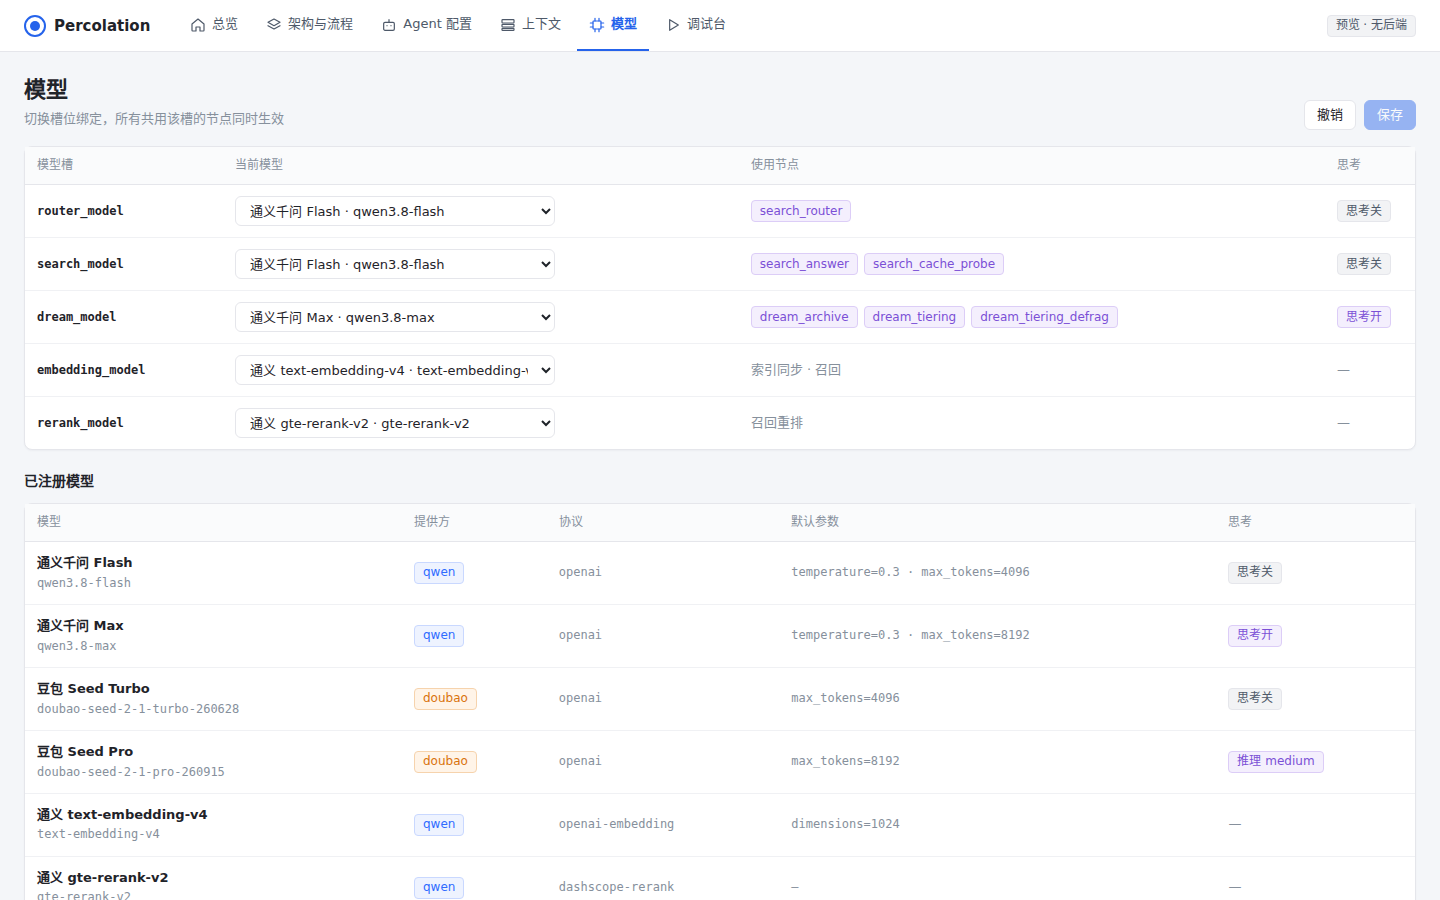 Percolation 总览 架构与流程 Agent 配置 上下文 模型 调试台 预览 · 无后端
模型
切换槽位绑定，所有共用该槽的节点同时生效
撤销 保存
模型槽 当前模型 使用节点 思考
router_model 通义千问 Flash · qwen3.8-flash search_router 思考关
search_model 通义千问 Flash · qwen3.8-flash search_answer search_cache_probe 思考关
dream_model 通义千问 Max · qwen3.8-max dream_archive dream_tiering dream_tiering_defrag 思考开
embedding_model 通义 text-embedding-v4 · text-embedding-v 索引同步 · 召回 —
rerank_model 通义 gte-rerank-v2 · gte-rerank-v2 召回重排 —
已注册模型
模型 提供方 协议 默认参数 思考
通义千问 Flash
qwen3.8-flash qwen openai temperature=0.3 · max_tokens=4096 思考关
通义千问 Max
qwen3.8-max qwen openai temperature=0.3 · max_tokens=8192 思考开
豆包 Seed Turbo
doubao-seed-2-1-turbo-260628 doubao openai max_tokens=4096 思考关
豆包 Seed Pro
doubao-seed-2-1-pro-260915 doubao openai max_tokens=8192 推理 medium
通义 text-embedding-v4
text-embedding-v4 qwen openai-embedding dimensions=1024 —
通义 gte-rerank-v2
gte-rerank-v2 qwen dashscope-rerank — —